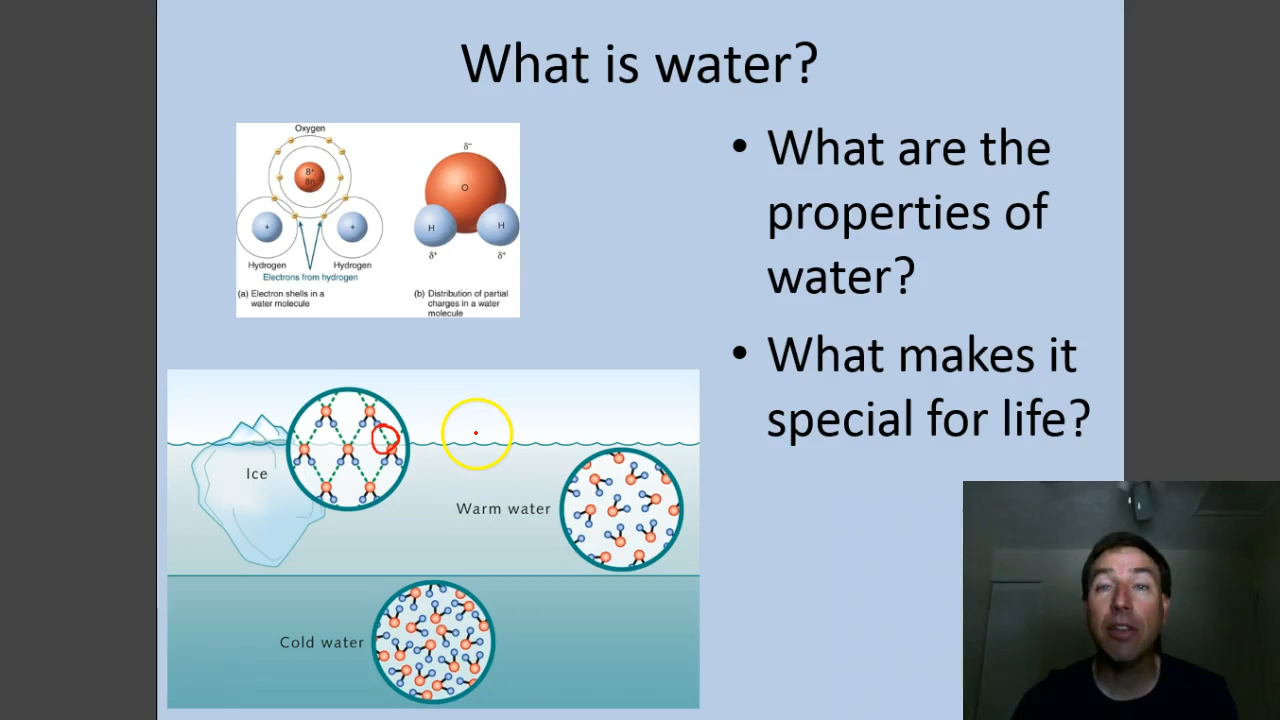 What is water?
Oxygen
8+
8n
+
+
Hydrogen
Hydrogen
Electrons from hydrogen
(a) Electron shells in a
water molecule
δ−
O
H
H
δ+
δ+
(b) Distribution of partial
charges in a water
molecule
• What are the
properties of
water?
• What makes it
special for life?
Ice
Warm water
Cold water